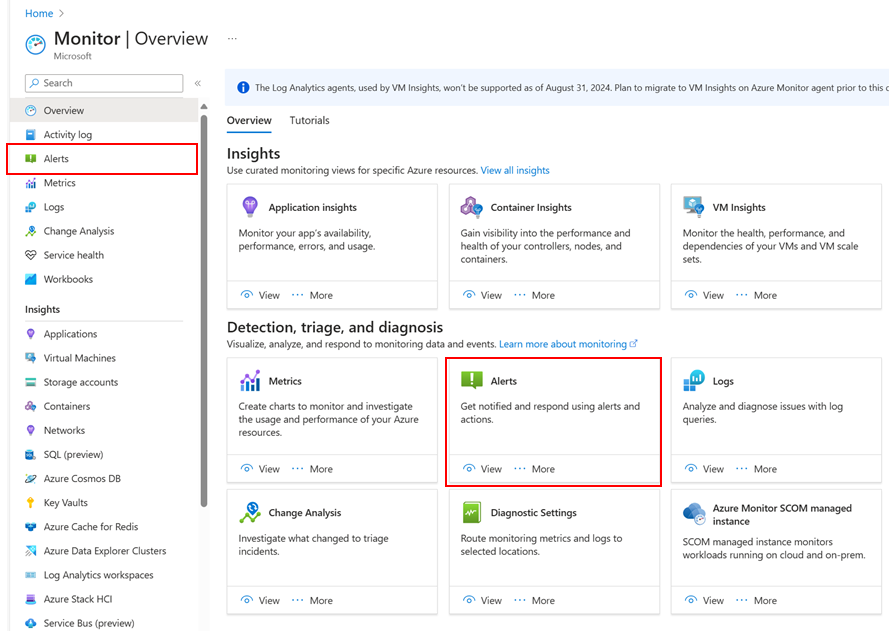 Home
Monitor | Overview
...
Microsoft
Search
«
Overview
Activity log
Alerts
Metrics
Logs
Change Analysis
Service health
Workbooks
Insights
Applications
Virtual Machines
Storage accounts
Containers
Networks
SQL (preview)
Azure Cosmos DB
Key Vaults
Azure Cache for Redis
Azure Data Explorer Clusters
Log Analytics workspaces
Azure Stack HCI
Service Bus (preview)
The Log Analytics agents, used by VM Insights, won't be supported as of August 31, 2024. Plan to migrate to VM Insights on Azure Monitor agent prior to this
Overview Tutorials
Insights
Use curated monitoring views for specific Azure resources. View all insights
Application insights
Monitor your app's availability,
performance, errors, and usage.
View ... More
Container Insights
Gain visibility into the performance and
health of your controllers, nodes, and
containers.
View ... More
VM Insights
Monitor the health, performance, and
dependencies of your VMs and VM scale
sets.
View ... More
Detection, triage, and diagnosis
Visualize, analyze, and respond to monitoring data and events. Learn more about monitoring
Metrics
Create charts to monitor and investigate
the usage and performance of your Azure
resources.
View ... More
Alerts
Get notified and respond using alerts and
actions.
View ... More
Logs
Analyze and diagnose issues with log
queries.
View ... More
Change Analysis
Investigate what changed to triage
incidents.
View ... More
Diagnostic Settings
Route monitoring metrics and logs to
selected locations.
View ... More
Azure Monitor SCOM managed
instance
SCOM managed instance monitors
workloads running on cloud and on-prem.
View ... More